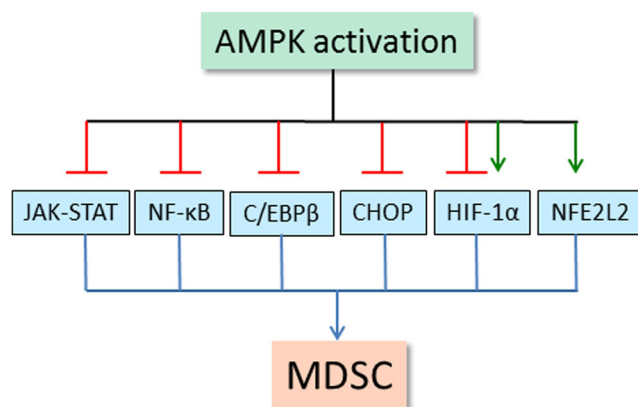 AMPK activation
JAK-STAT NF-κB C/EBPβ CHOP HIF-1α NFE2L2
MDSC